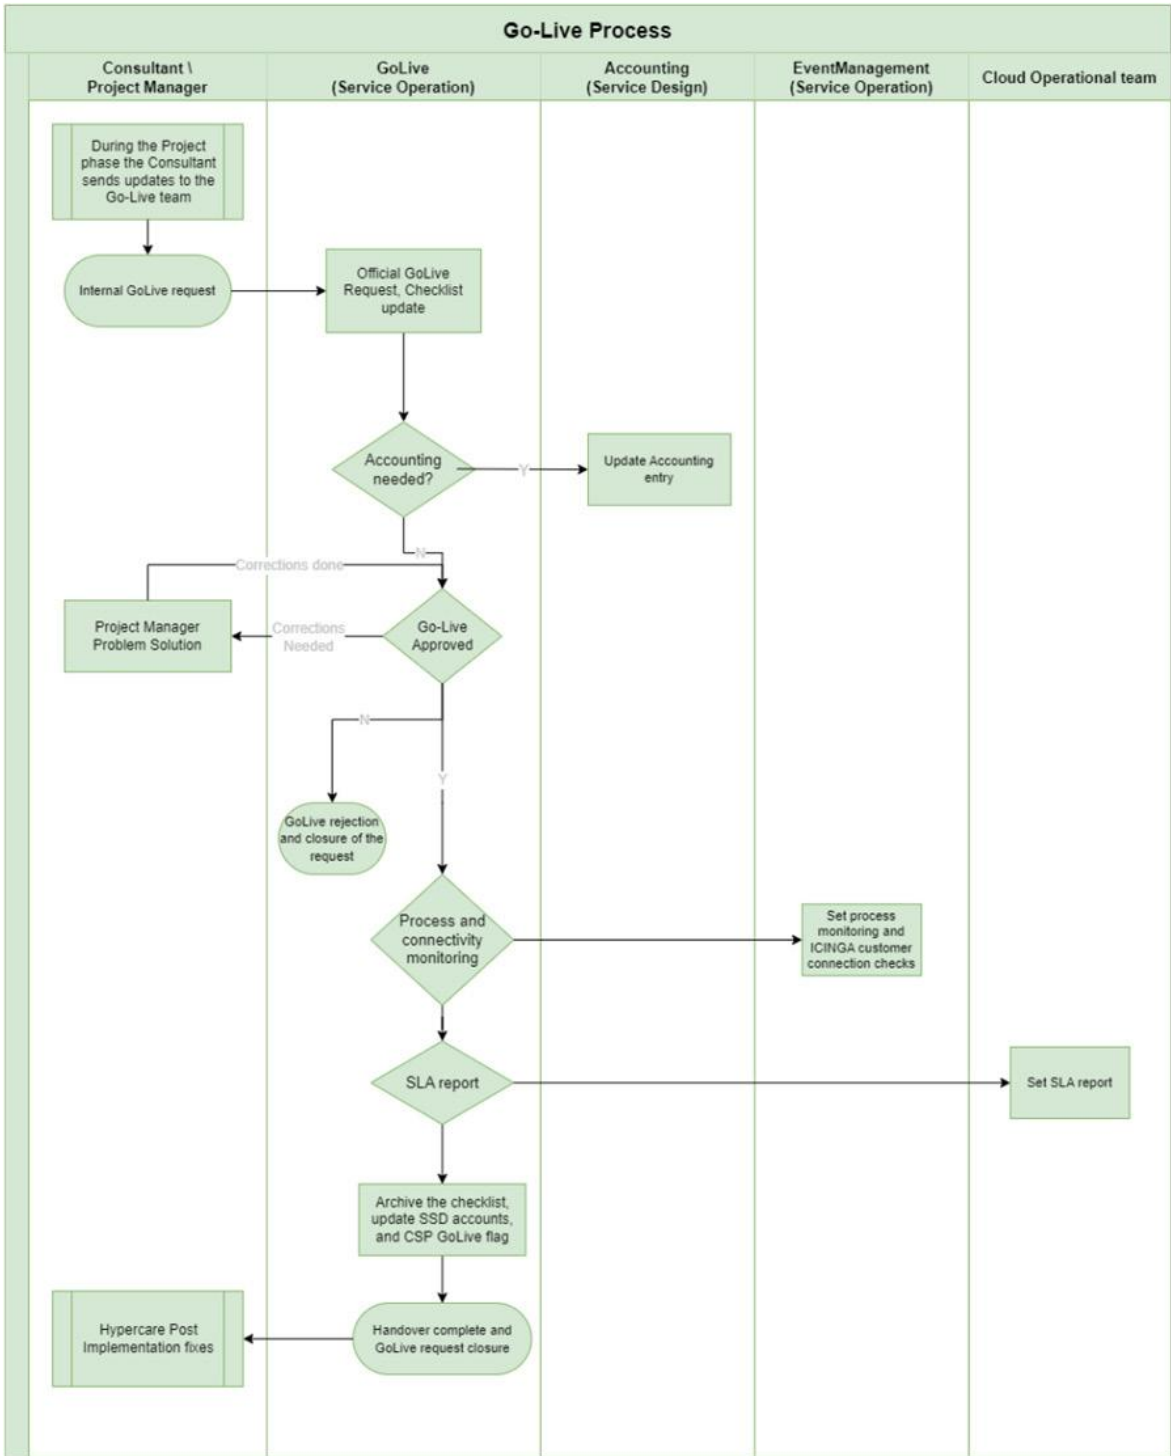 Go-Live Process
Consultant \
Project Manager
GoLive
(Service Operation)
Accounting
(Service Design)
EventManagement
(Service Operation)
Cloud Operational team
During the Project
phase the Consultant
sends updates to the
Go-Live team
Internal GoLive request
Official GoLive
Request, Checklist
update
Accounting
needed?
Y
Update Accounting
entry
N
Corrections done
Project Manager
Problem Solution
Corrections
Needed
Go-Live
Approved
N
Y
GoLive rejection
and closure of the
request
Process and
connectivity
monitoring
Set process
monitoring and
ICINGA customer
connection checks
SLA report
Set SLA report
Archive the checklist,
update SSD accounts,
and CSP GoLive flag
Hypercare Post
Implementation fixes
Handover complete and
GoLive request closure